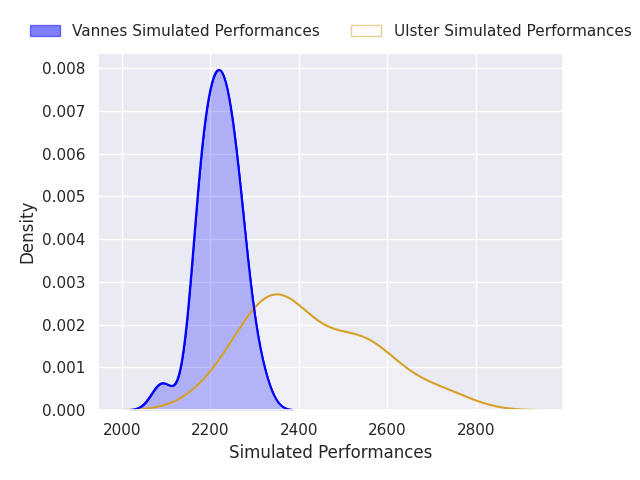 Vannes Simulated Performances Ulster Simulated Performances
0.008
0.007
0.006
0.005
0.004
0.003
0.002
0.001
0.000
Density
2000 2200 2400 2600 2800
Simulated Performances